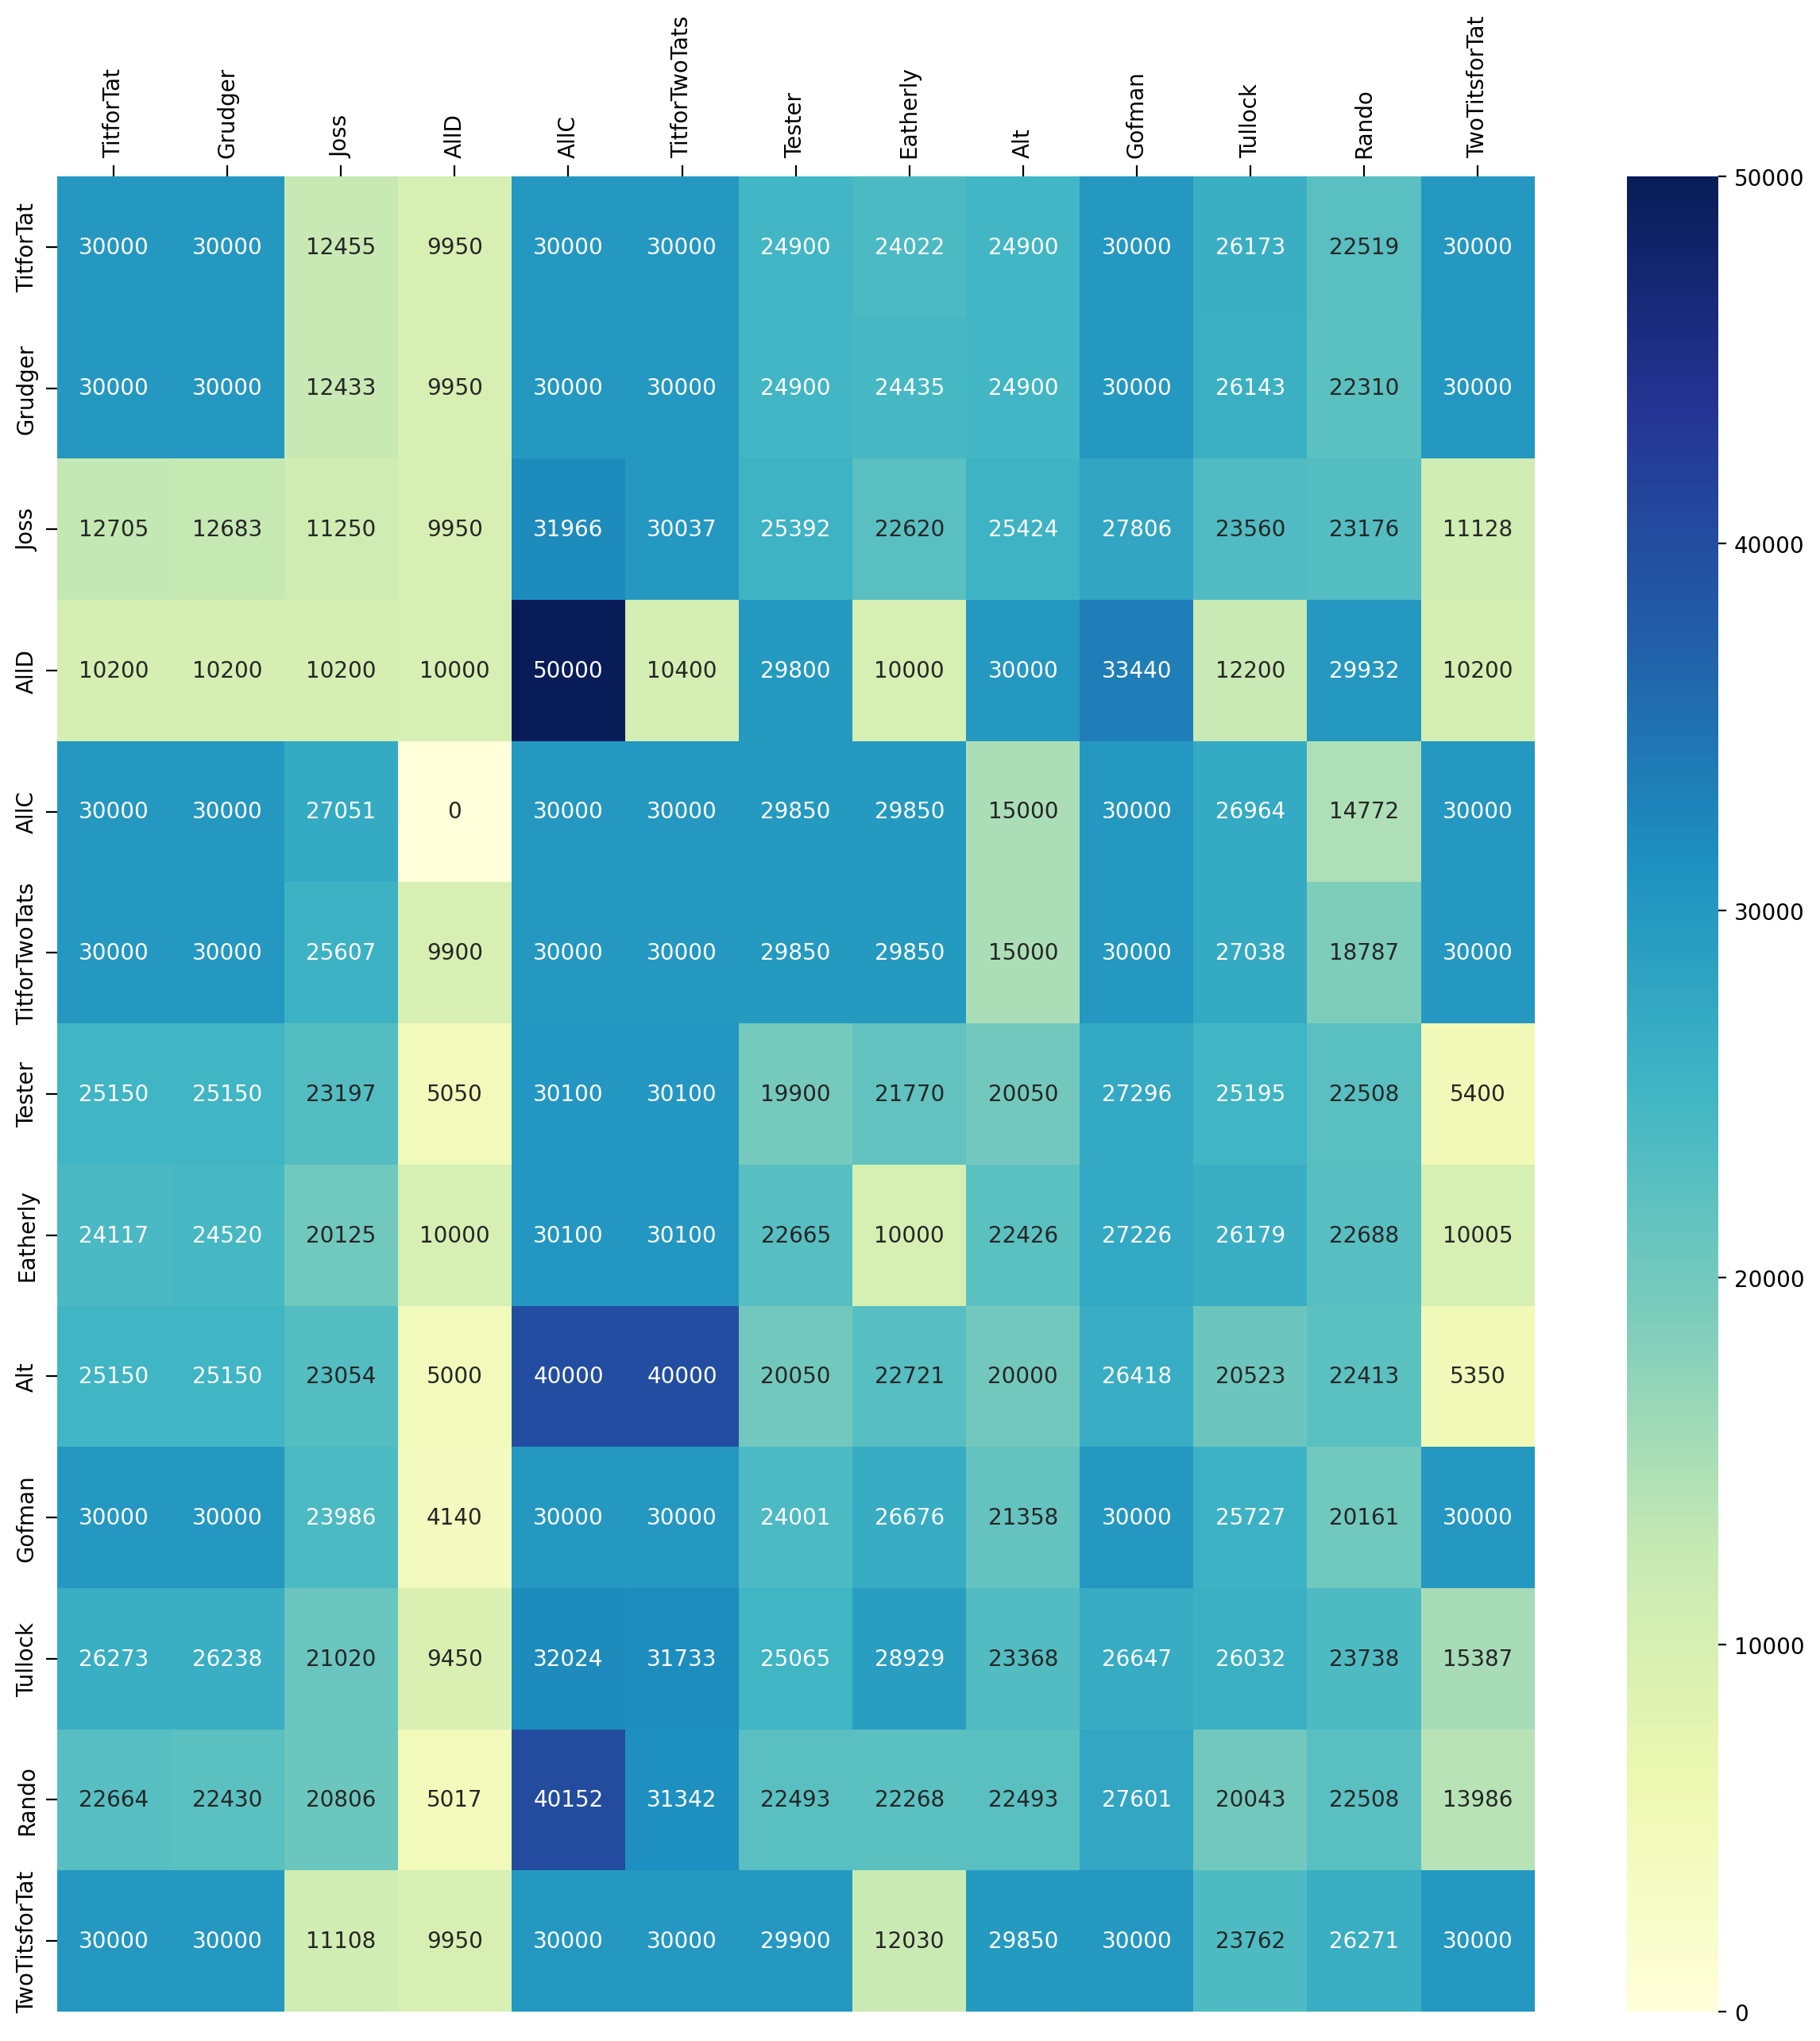 TitforTat Grudger Joss AllD AllC TitforTwoTats Tester Eatherly Alt Gofman Tullock Rando TwoTitsforTat
TitforTat 30000 30000 12455 9950 30000 30000 24900 24022 24900 30000 26173 22519 30000
Grudger 30000 30000 12433 9950 30000 30000 24900 24435 24900 30000 26143 22310 30000
Joss 12705 12683 11250 9950 31966 30037 25392 22620 25424 27806 23560 23176 11128
AllD 10200 10200 10200 10000 50000 10400 29800 10000 30000 33440 12200 29932 10200
AllC 30000 30000 27051 0 30000 30000 29850 29850 15000 30000 26964 14772 30000
TitforTwoTats 30000 30000 25607 9900 30000 30000 29850 29850 15000 30000 27038 18787 30000
Tester 25150 25150 23197 5050 30100 30100 19900 21770 20050 27296 25195 22508 5400
Eatherly 24117 24520 20125 10000 30100 30100 22665 10000 22426 27226 26179 22688 10005
Alt 25150 25150 23054 5000 40000 40000 20050 22721 20000 26418 20523 22413 5350
Gofman 30000 30000 23986 4140 30000 30000 24001 26676 21358 30000 25727 20161 30000
Tullock 26273 26238 21020 9450 32024 31733 25065 28929 23368 26647 26032 23738 15387
Rando 22664 22430 20806 5017 40152 31342 22493 22268 22493 27601 20043 22508 13986
TwoTitsforTat 30000 30000 11108 9950 30000 30000 29900 12030 29850 30000 23762 26271 30000
50000
40000
30000
20000
10000
0